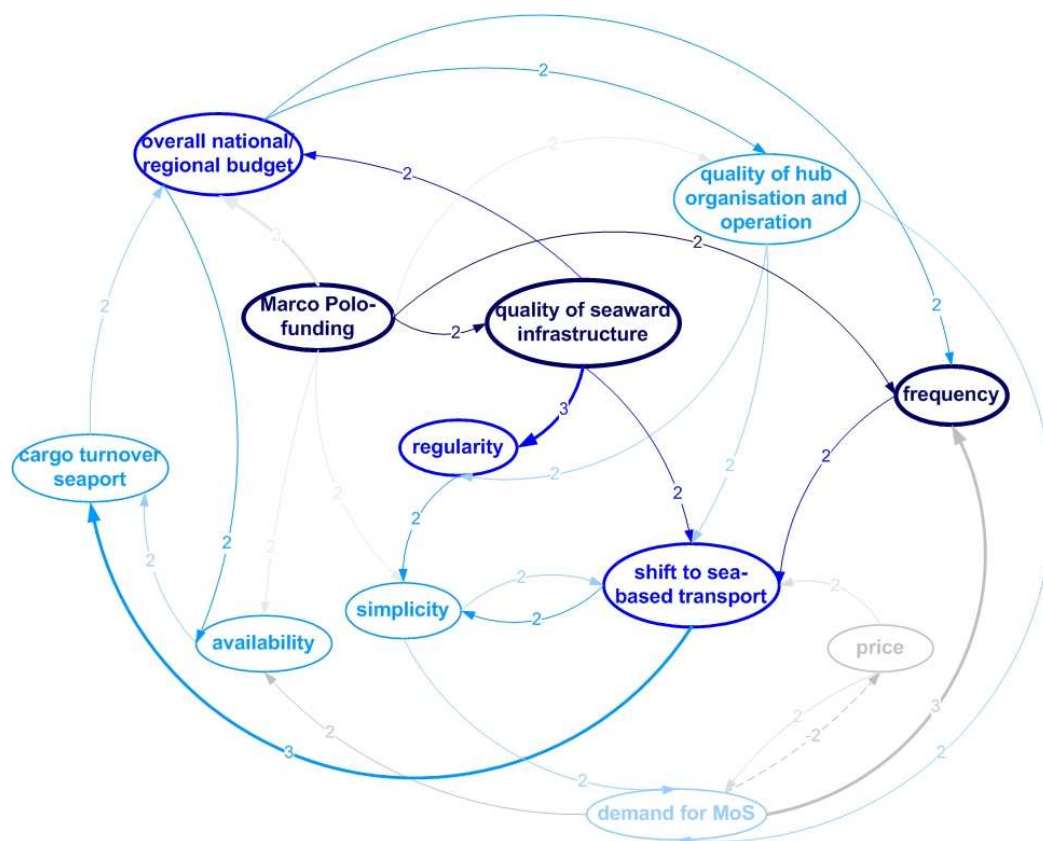 2
2
overall national/
regional budget
2
2
quality of hub
organisation and
operation
3
2
2
2
Marco Polo-
funding
2
quality of seaward
infrastructure
frequency
3
regularity
cargo turnover
seaport
2
2
2
2
2
2
2
2
2
2
shift to sea-
based transport
2
simplicity
2
2
availability
price
3
2
2
-2
3
2
2
demand for MoS